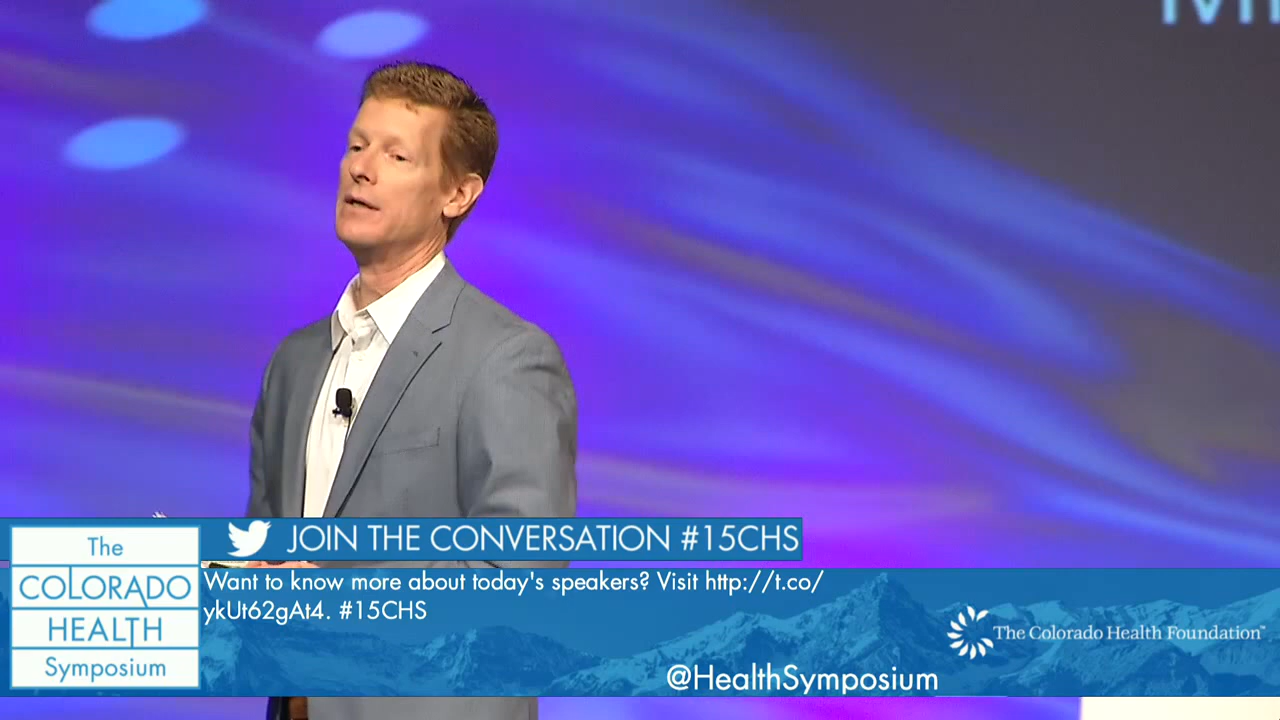 JOIN THE CONVERSATION #15CHS
The
COLORADO
HEALTH
Symposium
Want to know more about today's speakers? Visit http://t.co/
ykUt62gAt4. #15CHS
The Colorado Health Foundation™
@HealthSymposium